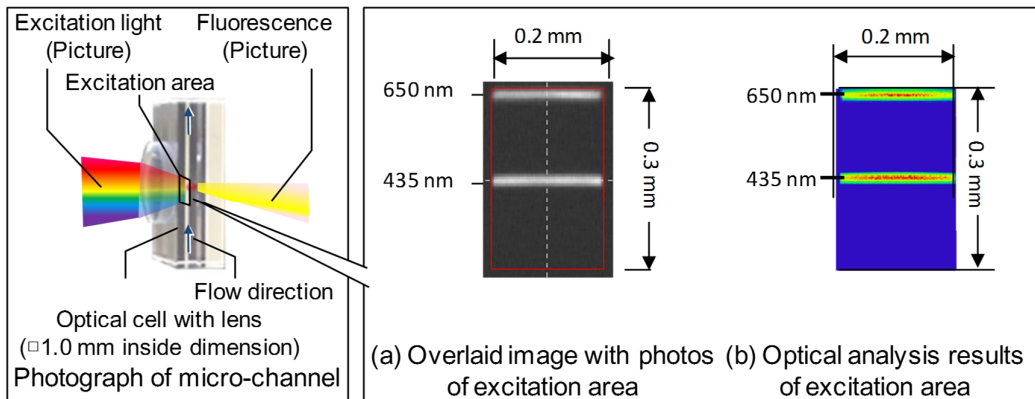 Excitation light
(Picture)
Fluorescence
(Picture)
Excitation area
Flow direction
Optical cell with lens
(□1.0 mm inside dimension)
Photograph of micro-channel
0.2 mm
650 nm
435 nm
0.3 mm
(a) Overlaid image with photos
of excitation area
0.2 mm
650 nm
435 nm
0.3 mm
(b) Optical analysis results
of excitation area